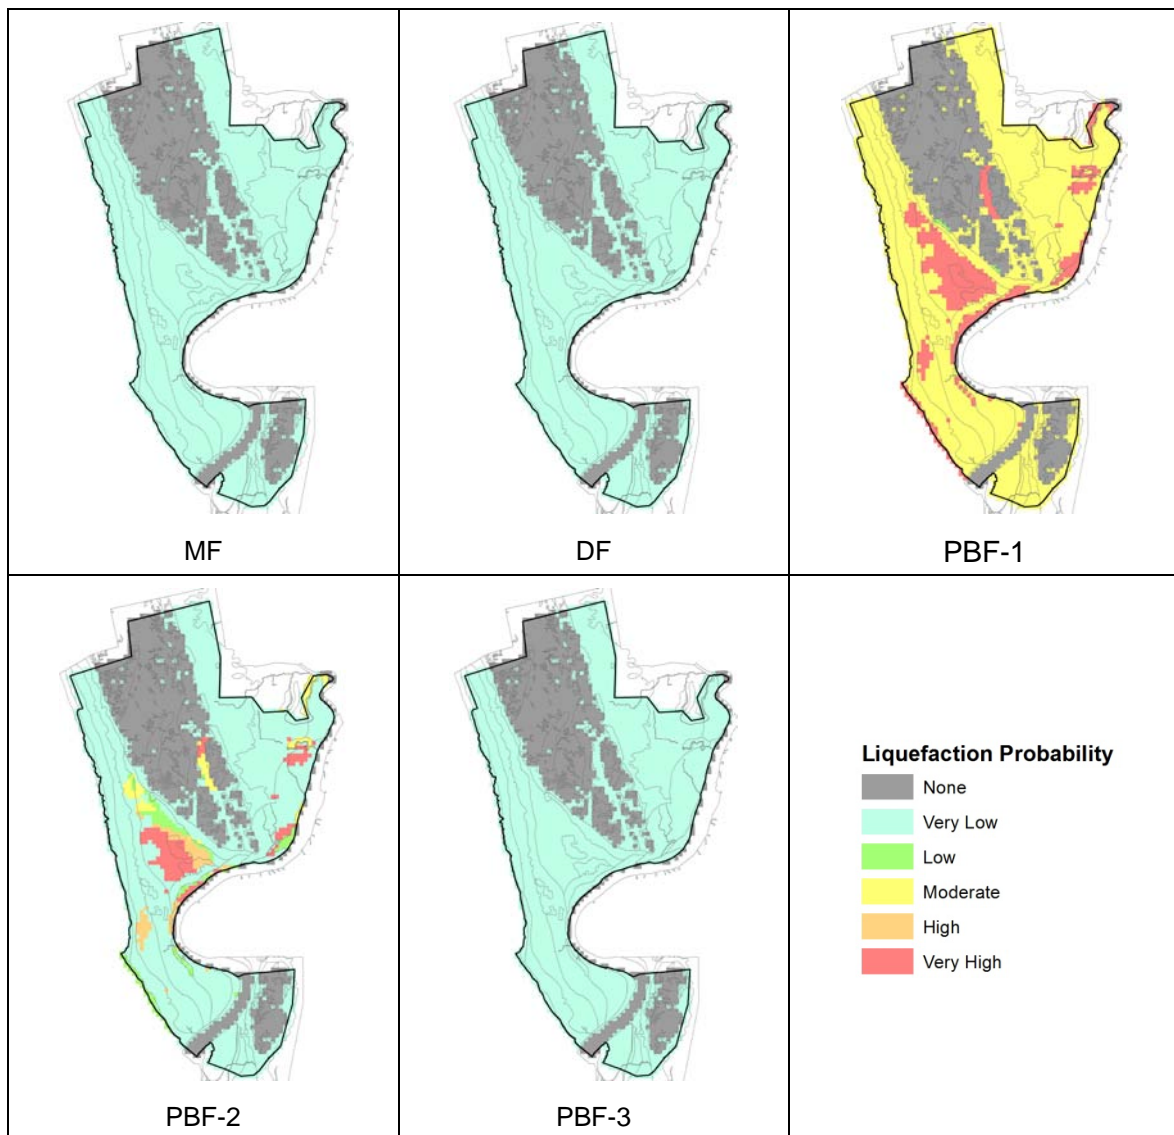 MF
DF
PBF-1
PBF-2
PBF-3
Liquefaction Probability
None
Very Low
Low
Moderate
High
Very High